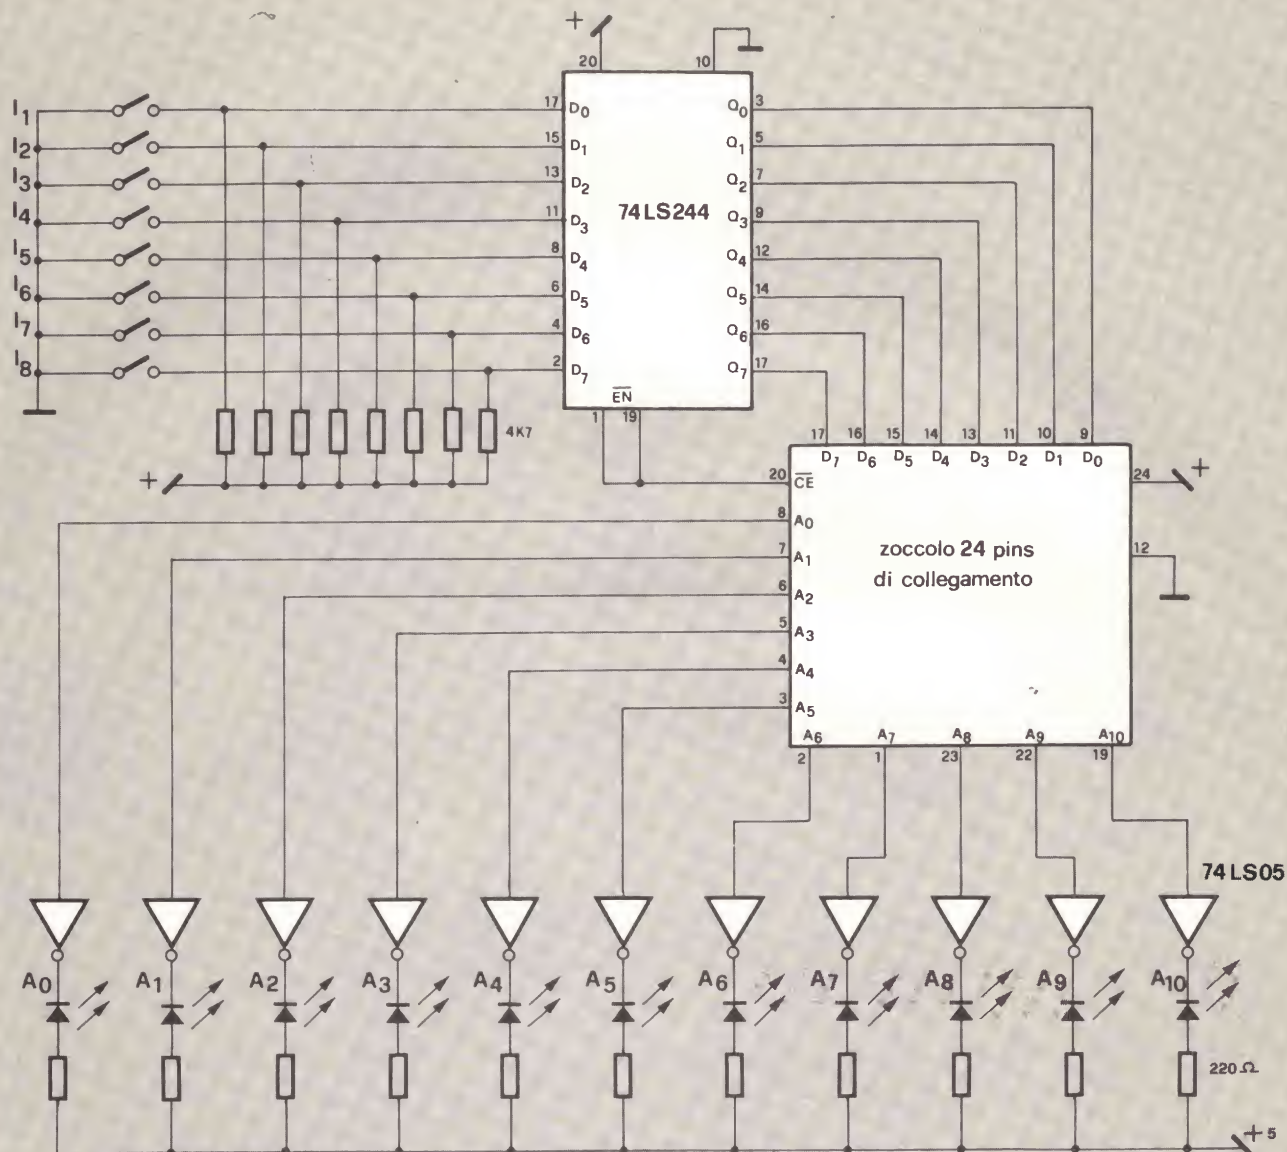 +
20
10
I1
17 D0
Q0 3
I2
15 D1
Q1 5
I3
13 D2
Q2 7
74LS244
I4
11 D3
Q3 9
I5
8 D4
Q4 12
I6
6 D5
Q5 14
I7
4 D6
Q6 16
I8
2 D7
Q7 17
EN
1 19
4K7
+
17 16 15 14 13 11 10 9
D7 D6 D5 D4 D3 D2 D1 D0
20 CE
24 +
8 A0
7 A1
6 A2
5 A3
4 A4
3 A5
zoccolo 24 pins
di collegamento
12
A6 A7 A8 A9 A10
2 1 23 22 19
74LS05
A0 A1 A2 A3 A4 A5 A6 A7 A8 A9 A10
220 Ω
+5